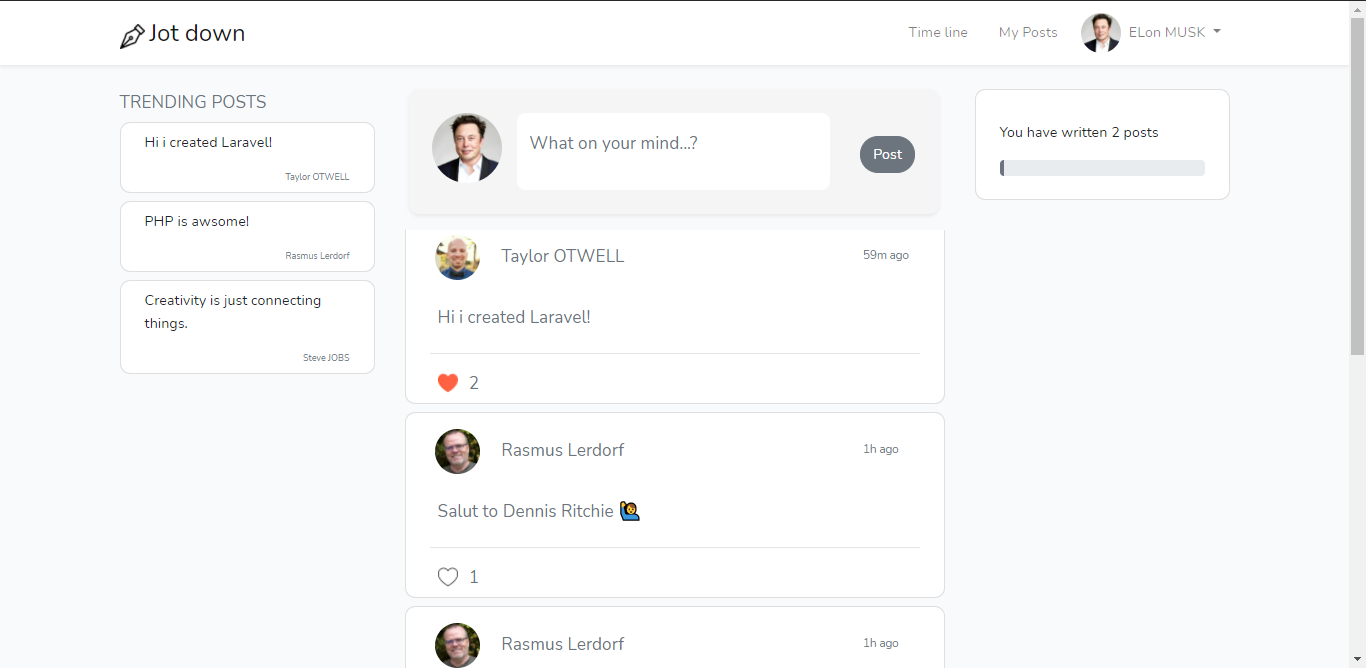 Jot down
Time line
My Posts
ELon MUSK
TRENDING POSTS
Hi i created Laravel!
Taylor OTWELL
PHP is awsome!
Rasmus Lerdorf
Creativity is just connecting
things.
Steve JOBS
What on your mind...?
Post
Taylor OTWELL
59m ago
Hi i created Laravel!
2
Rasmus Lerdorf
1h ago
Salut to Dennis Ritchie 🙋‍♂️
1
Rasmus Lerdorf
1h ago
You have written 2 posts